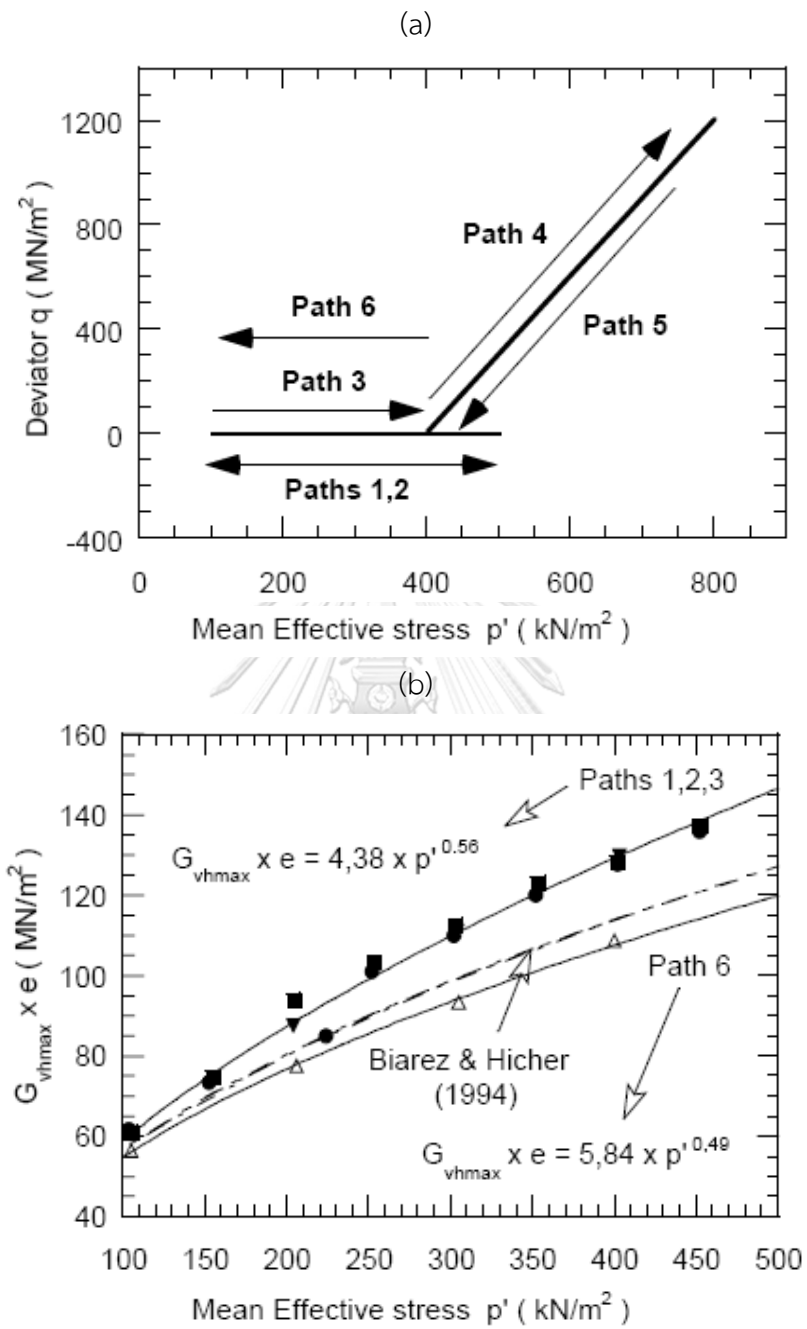 (a)
Deviator q ( MN/m²)
1200
800
400
0
-400
Path 4
Path 6
Path 5
Path 3
Paths 1,2
0 200 400 600 800
Mean Effective stress p' ( kN/m² )
(b)
G_vhmax x e ( MN/m²)
160
140
120
100
80
60
40
Paths 1,2,3
G_vhmax x e = 4,38 x p'^0.56
Path 6
Biarez & Hicher
(1994)
G_vhmax x e = 5,84 x p'^0,49
100 150 200 250 300 350 400 450 500
Mean Effective stress p' ( kN/m² )